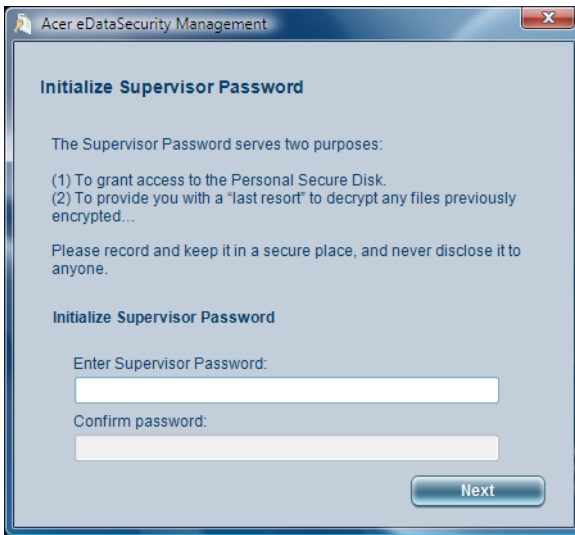 Acer eDataSecurity Management
Initialize Supervisor Password
The Supervisor Password serves two purposes:
(1) To grant access to the Personal Secure Disk.
(2) To provide you with a “last resort” to decrypt any files previously
encrypted...
Please record and keep it in a secure place, and never disclose it to
anyone.
Initialize Supervisor Password
Enter Supervisor Password:
Confirm password:
Next